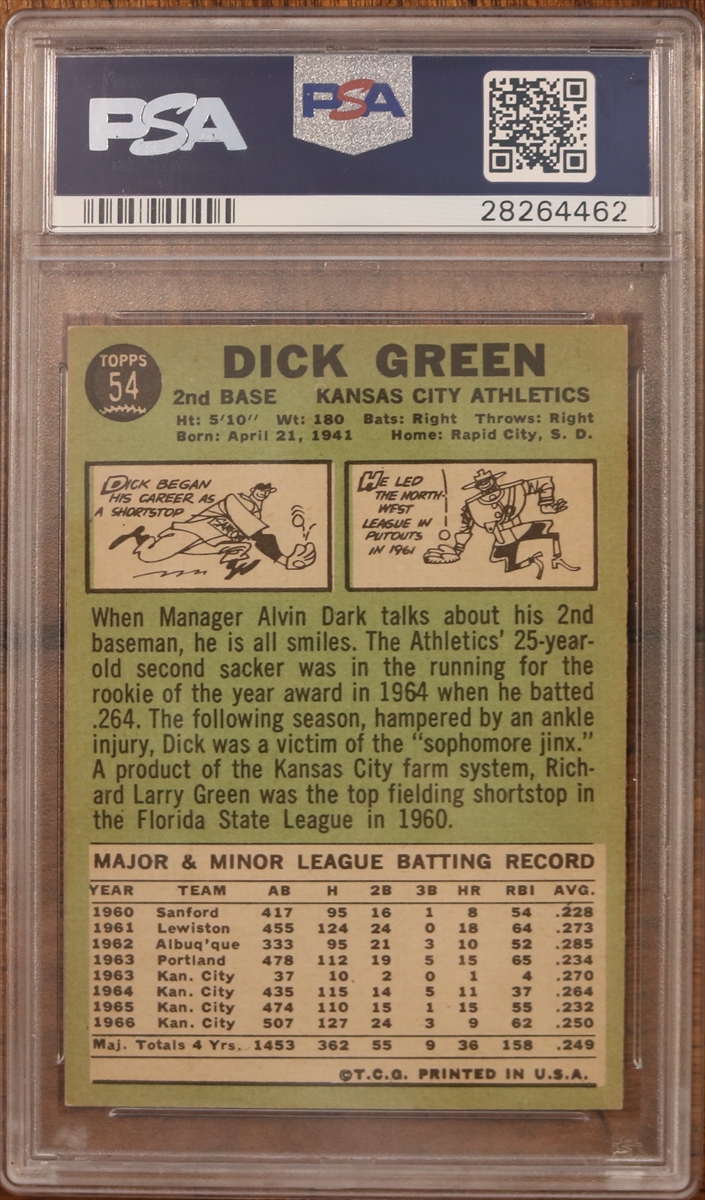 PSA
PSA
28264462
TOPPS
54
DICK GREEN
2nd BASE KANSAS CITY ATHLETICS
Ht: 5'10" Wt: 180 Bats: Right Throws: Right
Born: April 21, 1941 Home: Rapid City, S. D.
DICK BEGAN
HIS CAREER AS
A SHORTSTOP
HE LED
THE NORTH-
WEST
LEAGUE IN
PUTOUTS
IN 1961
When Manager Alvin Dark talks about his 2nd
baseman, he is all smiles. The Athletics' 25-year-
old second sacker was in the running for the
rookie of the year award in 1964 when he batted
.264. The following season, hampered by an ankle
injury, Dick was a victim of the "sophomore jinx."
A product of the Kansas City farm system, Rich-
ard Larry Green was the top fielding shortstop in
the Florida State League in 1960.
MAJOR & MINOR LEAGUE BATTING RECORD
YEAR TEAM AB H 2B 3B HR RBI AVG.
1960 Sanford 417 95 16 1 8 54 .228
1961 Lewiston 455 124 24 0 18 64 .273
1962 Albuq'que 333 95 21 3 10 52 .285
1963 Portland 478 112 19 5 15 65 .234
1963 Kan. City 37 10 2 0 1 4 .270
1964 Kan. City 435 115 14 5 11 37 .264
1965 Kan. City 474 110 15 1 15 55 .232
1966 Kan. City 507 127 24 3 9 62 .250
Maj. Totals 4 Yrs. 1453 362 55 9 36 158 .249
©T.C.G. PRINTED IN U.S.A.